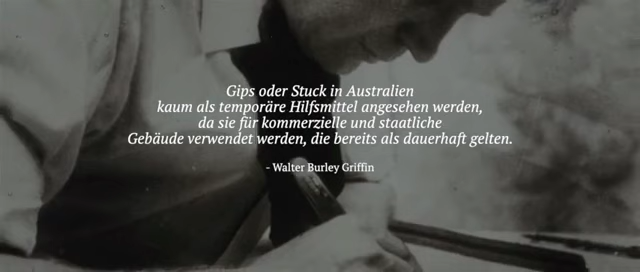 Gips oder Stuck in Australien
kaum als temporäre Hilfsmittel angesehen werden,
da sie für kommerzielle und staatliche
Gebäude verwendet werden, die bereits als dauerhaft gelten.
- Walter Burley Griffin